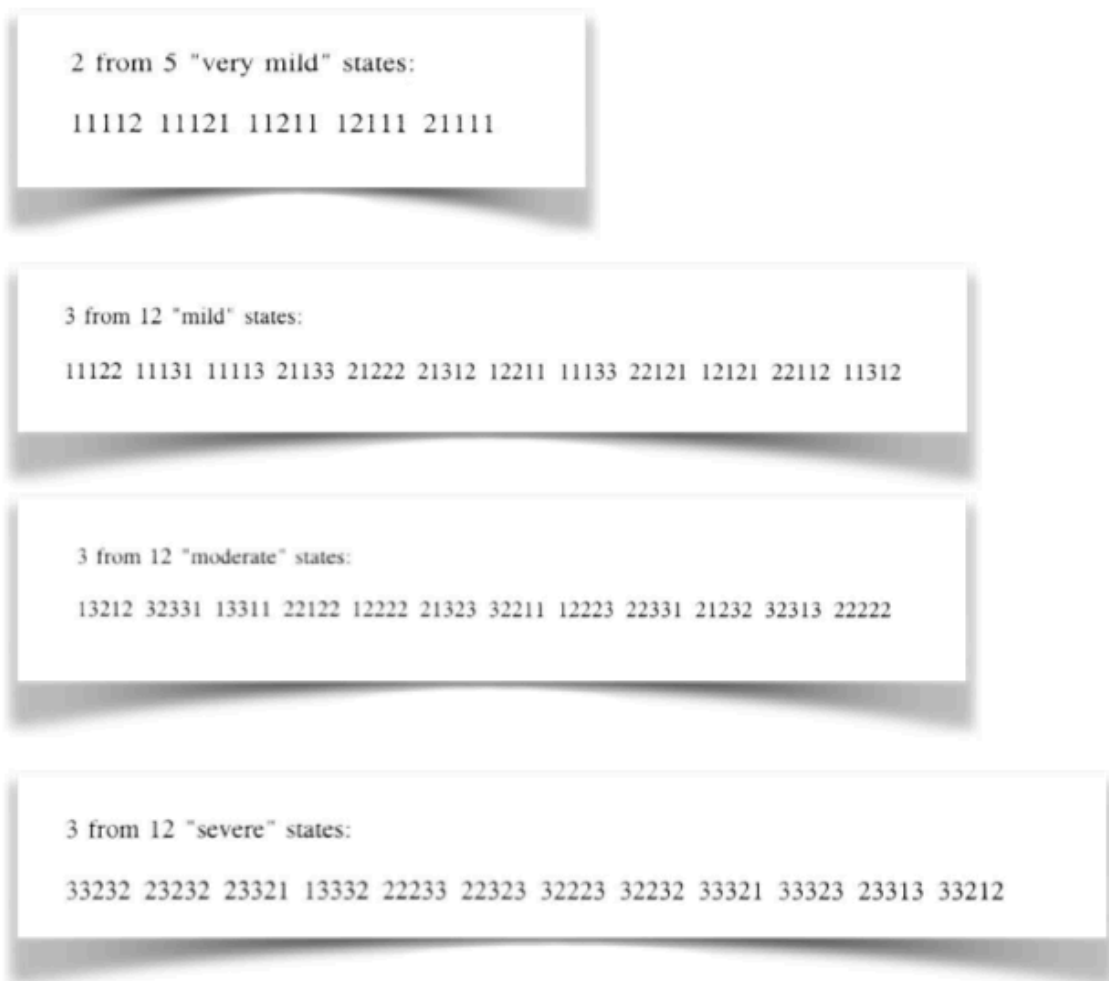 2 from 5 "very mild" states:
11112 11121 11211 12111 21111
3 from 12 "mild" states:
11122 11131 11113 21133 21222 21312 12211 11133 22121 12121 22112 11312
3 from 12 "moderate" states:
13212 32331 13311 22122 12222 21323 32211 12223 22331 21232 32313 22222
3 from 12 "severe" states:
33232 23232 23321 13332 22233 22323 32223 32232 33321 33323 23313 33212